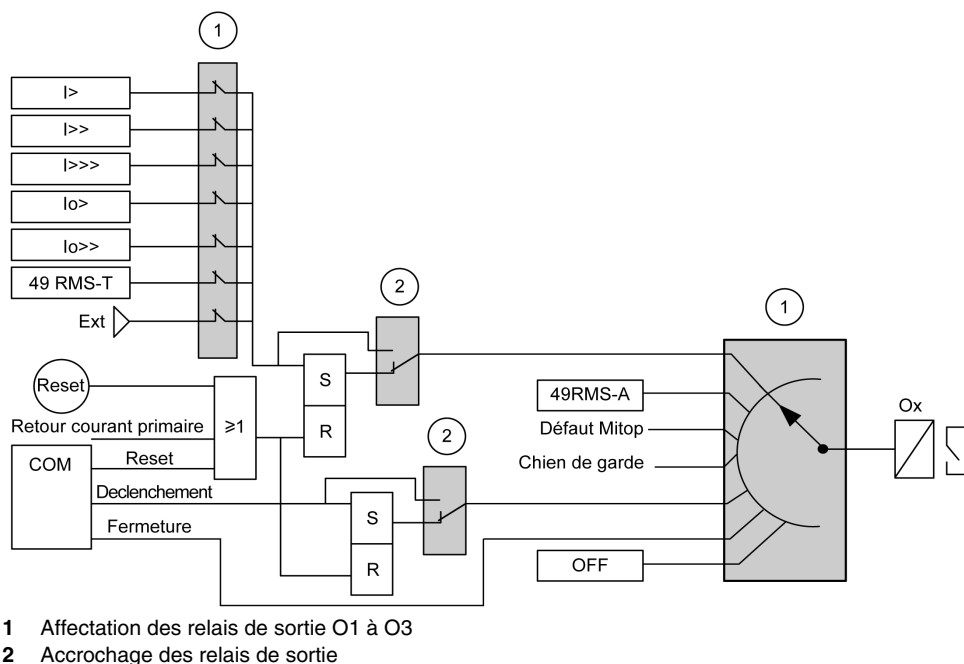 1
I>
I>>
I>>>
Io>
Io>>
49 RMS-T
Ext
2
1
Reset
S
R
≥1
Retour courant primaire
COM
Reset
Declenchement
Fermeture
2
S
R
49RMS-A
Défaut Mitop
Chien de garde
OFF
Ox
1 Affectation des relais de sortie O1 à O3
2 Accrochage des relais de sortie